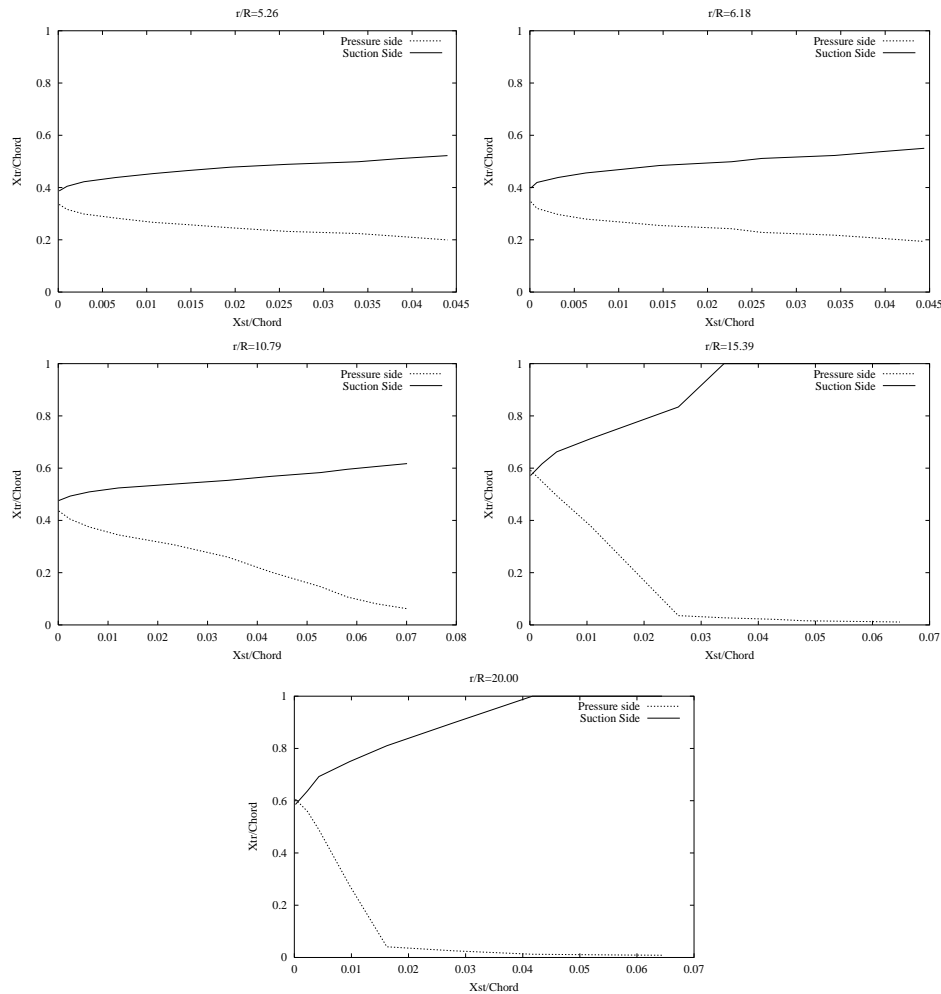 r/R=5.26
Pressure side
Suction Side
1
0.8
0.6
0.4
0.2
0
Xtr/Chord
0 0.005 0.01 0.015 0.02 0.025 0.03 0.035 0.04 0.045
Xst/Chord
r/R=6.18
Pressure side
Suction Side
1
0.8
0.6
0.4
0.2
0
Xtr/Chord
0 0.005 0.01 0.015 0.02 0.025 0.03 0.035 0.04 0.045
Xst/Chord
r/R=10.79
Pressure side
Suction Side
1
0.8
0.6
0.4
0.2
0
Xtr/Chord
0 0.01 0.02 0.03 0.04 0.05 0.06 0.07 0.08
Xst/Chord
r/R=15.39
Pressure side
Suction Side
1
0.8
0.6
0.4
0.2
0
Xtr/Chord
0 0.01 0.02 0.03 0.04 0.05 0.06 0.07
Xst/Chord
r/R=20.00
Pressure side
Suction Side
1
0.8
0.6
0.4
0.2
0
Xtr/Chord
0 0.01 0.02 0.03 0.04 0.05 0.06 0.07
Xst/Chord